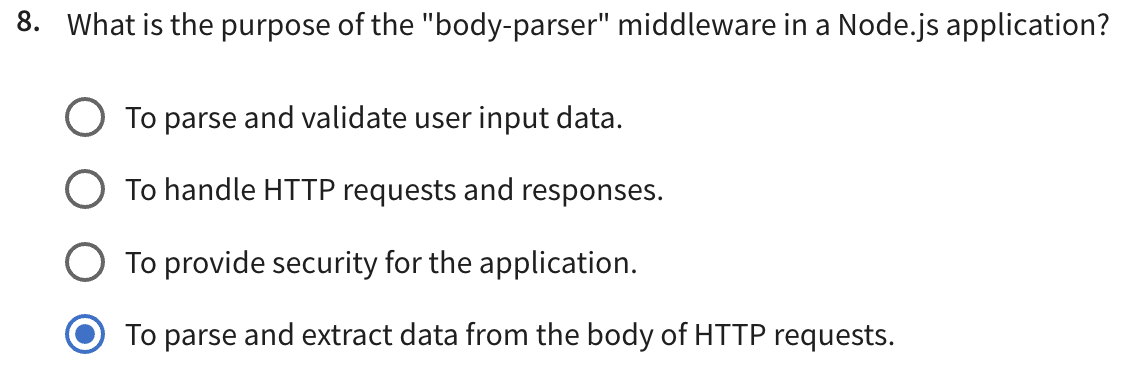 8. What is the purpose of the "body-parser" middleware in a Node.js application?
To parse and validate user input data.
To handle HTTP requests and responses.
To provide security for the application.
To parse and extract data from the body of HTTP requests.